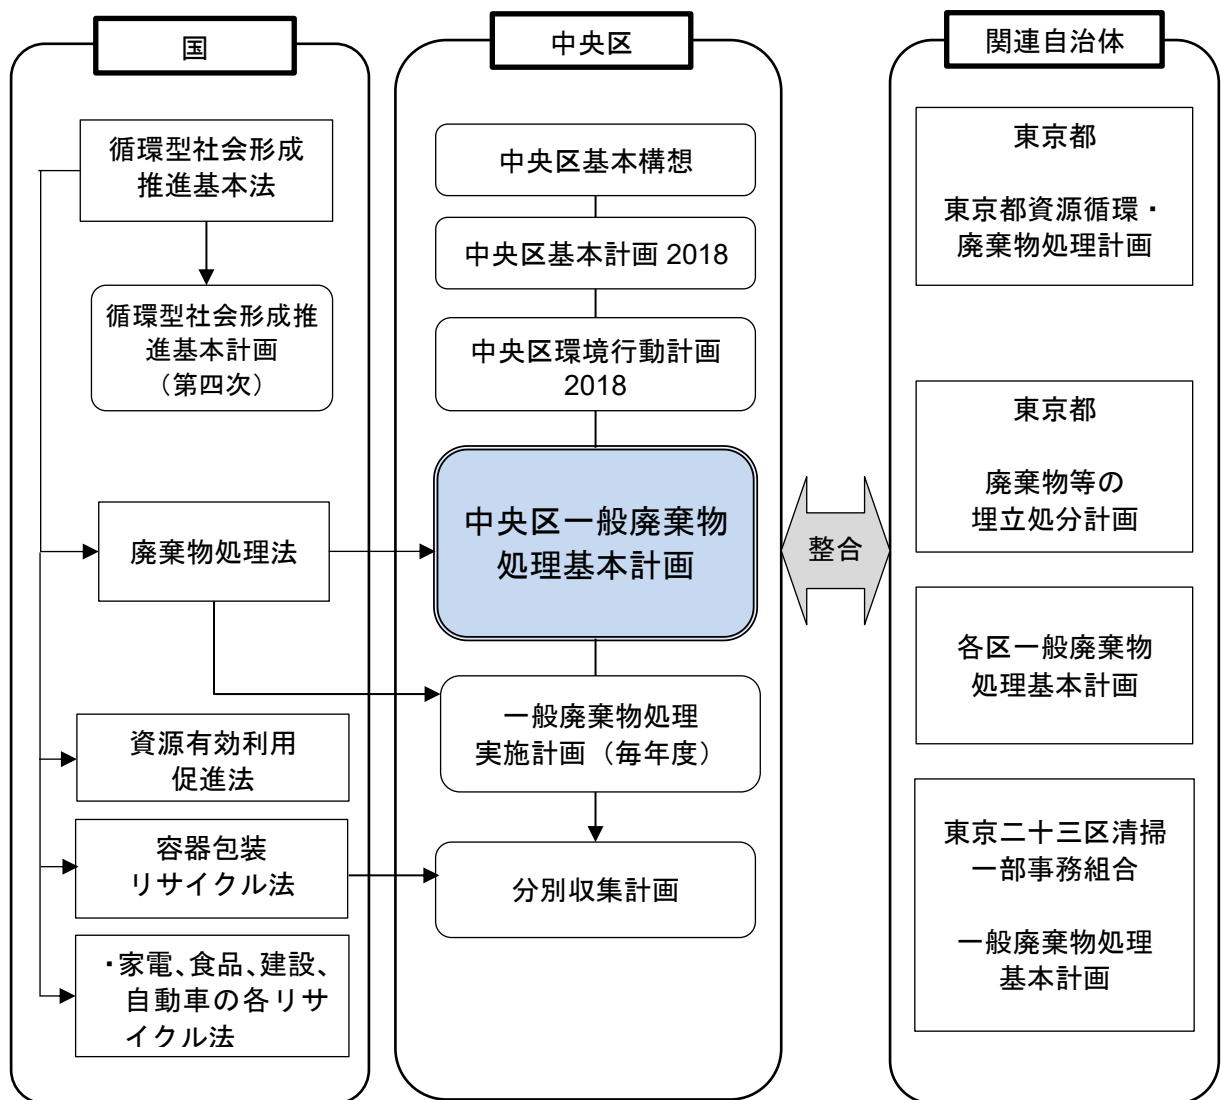 国
循環型社会形成
推進基本法
循環型社会形成推
進基本計画
（第四次）
廃棄物処理法
資源有効利用
促進法
容器包装
リサイクル法
・家電、食品、建設、
自動車の各リサ
イクル法
中央区
中央区基本構想
中央区基本計画 2018
中央区環境行動計画
2018
中央区一般廃棄物
処理基本計画
一般廃棄物処理
実施計画（毎年度）
分別収集計画
整合
関連自治体
東京都
東京都資源循環・
廃棄物処理計画
東京都
廃棄物等の
埋立処分計画
各区一般廃棄物
処理基本計画
東京二十三区清掃
一部事務組合
一般廃棄物処理
基本計画